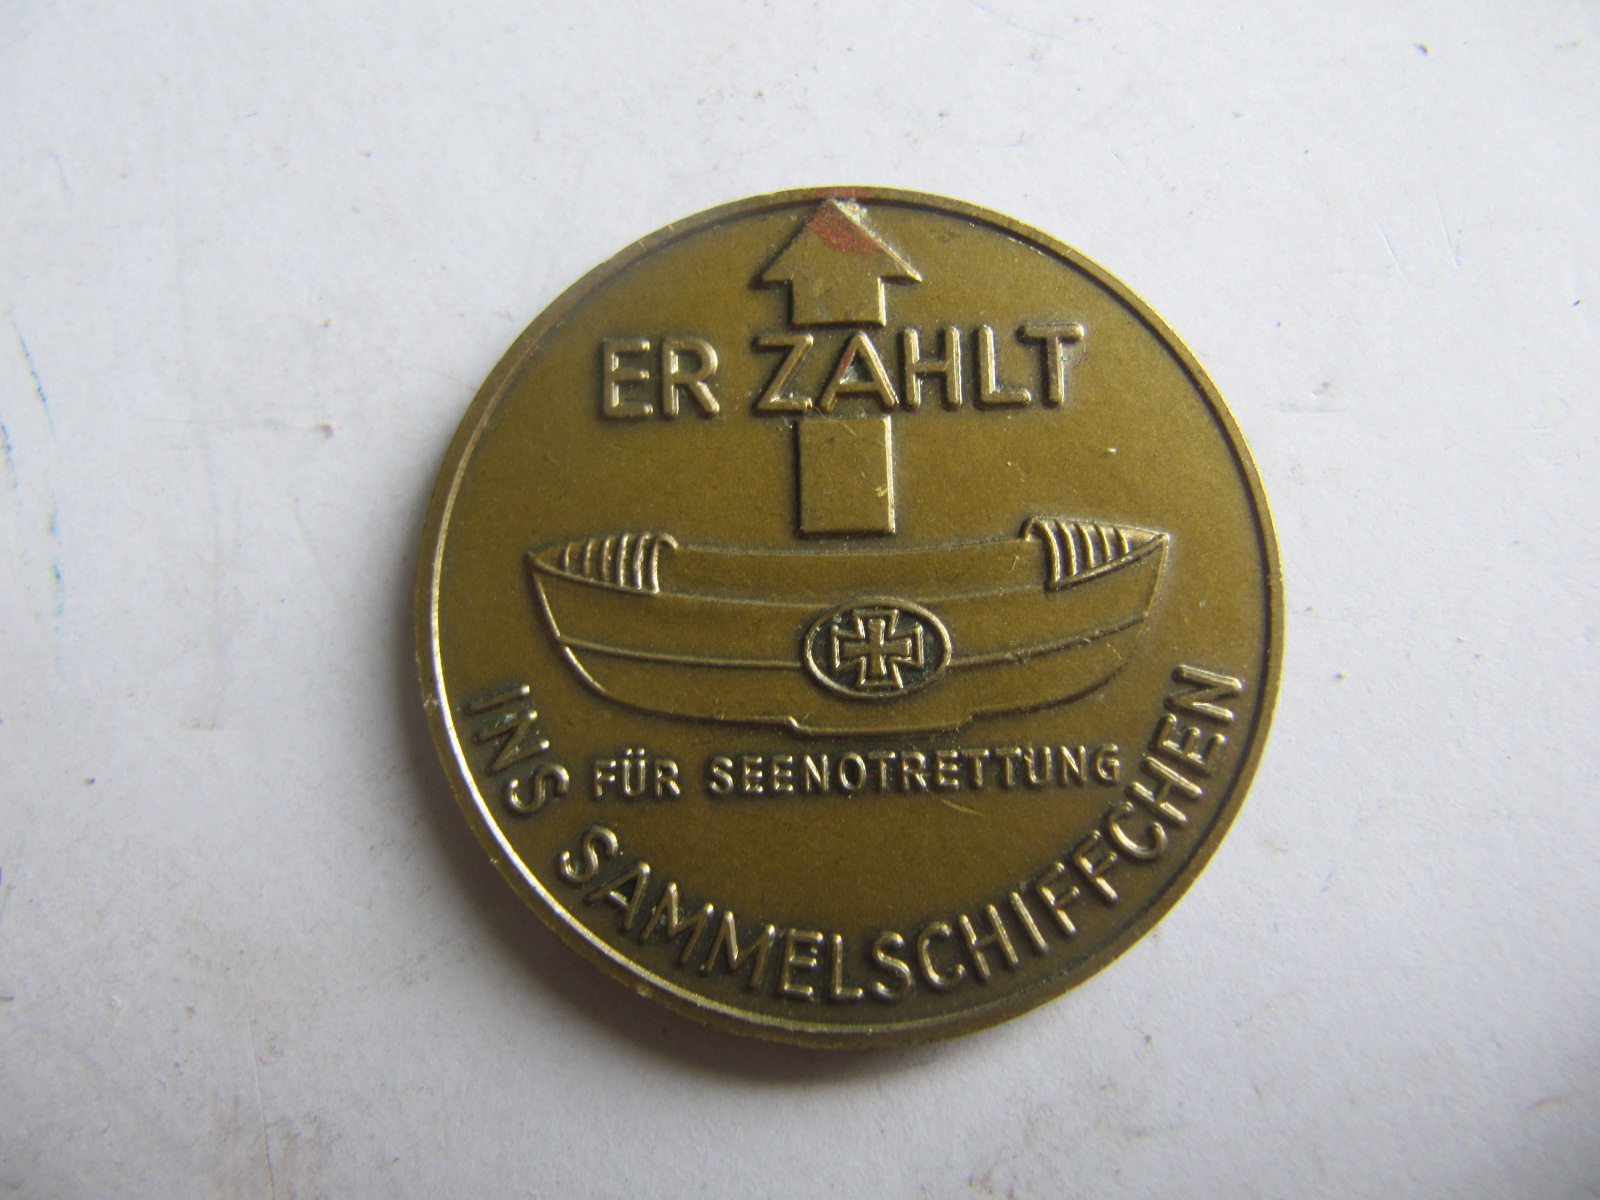 ER ZAHLT
FÜR SEENOTRETTUNG
INS SAMMELSCHIFFCHEN